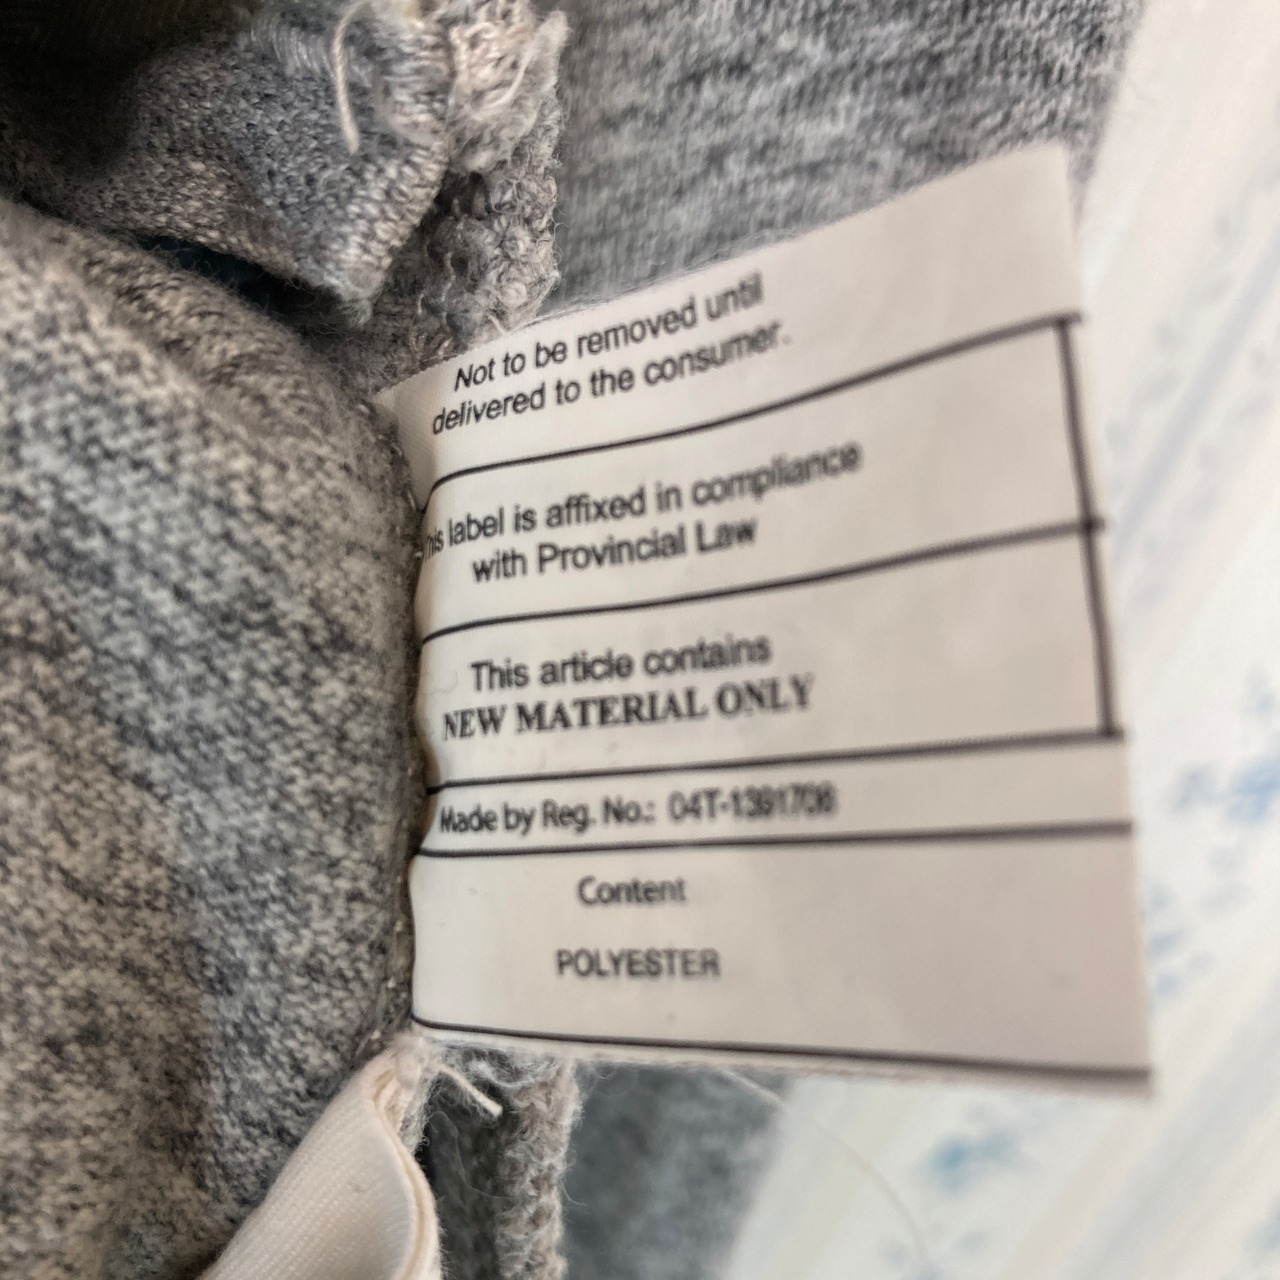 Not to be removed until
delivered to the consumer.
label is affixed in compliance
with Provincial Law
This article contains
NEW MATERIAL ONLY
Made by Reg. No.:
Content
POLYESTER